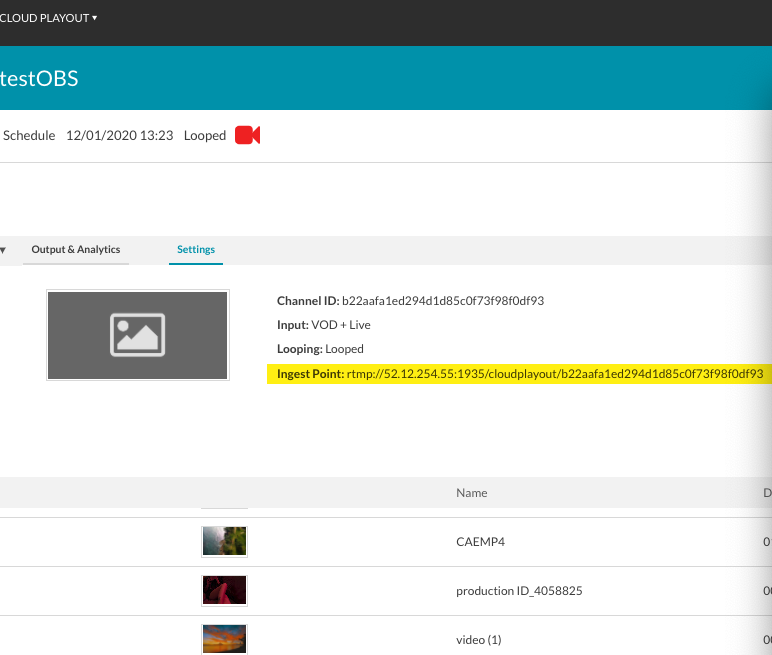 CLOUD PLAYOUT ▾
testOBS
Schedule 12/01/2020 13:23 Looped
Output & Analytics Settings
Channel ID: b22aafa1ed294d1d85c0f73f98f0df93
Input: VOD + Live
Looping: Looped
Ingest Point: rtmp://52.12.254.55:1935/cloudplayout/b22aafa1ed294d1d85c0f73f98f0df93
Name D
CAEMP4 0
production ID_4058825 00
video (1) 00